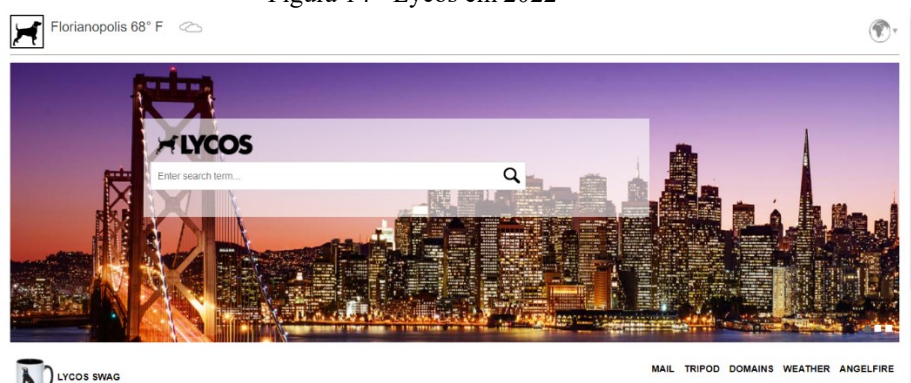 Figura 14 - Lycos em 2022
Florianopolis 68° F
LYCOS
Enter search term...
LYCOS SWAG
MAIL TRIPOD DOMAINS WEATHER ANGELFIRE